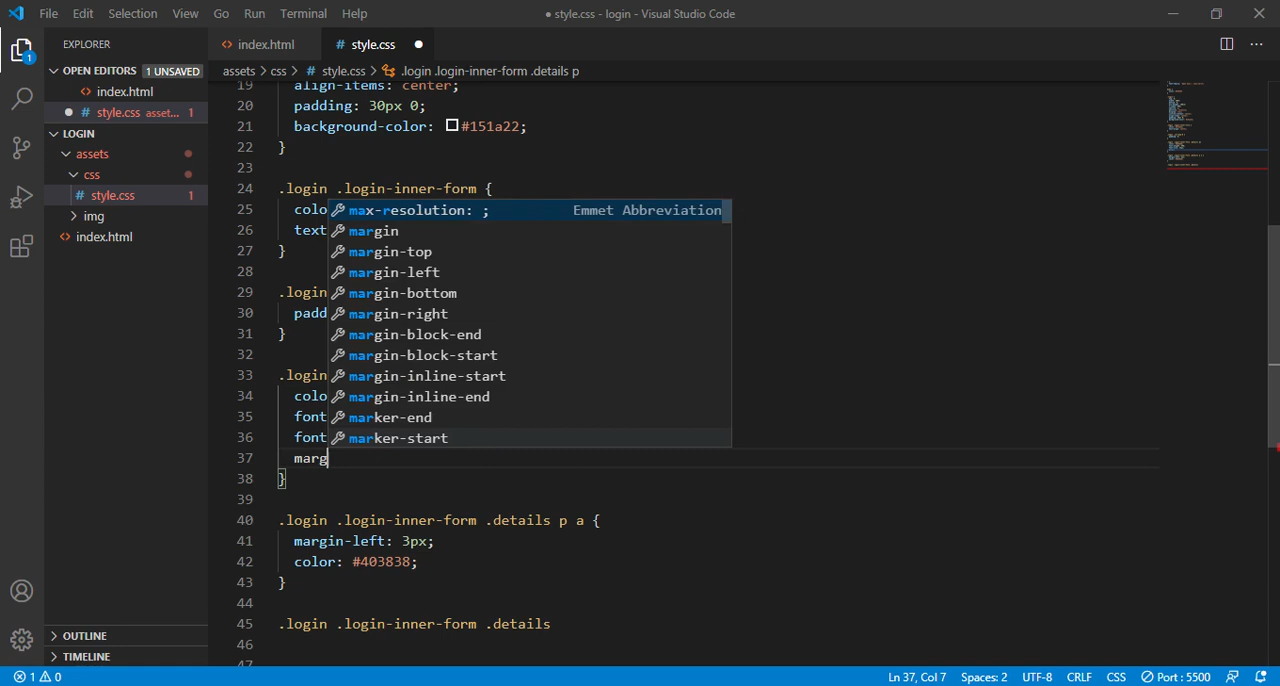 File Edit Selection View Go Run Terminal Help
● style.css - login - Visual Studio Code
EXPLORER
OPEN EDITORS 1 UNSAVED
<> index.html
# style.css asset... 1
LOGIN
assets
css
# style.css 1
img
<> index.html
OUTLINE
TIMELINE
1
<> index.html
# style.css
assets > css > # style.css > .login .login-inner-form .details p
19 align-items: center;
20 padding: 30px 0;
21 background-color: #151a22;
22 }
23
24 .login .login-inner-form {
25 colo
26 text
27 }
28
29 .login
30 padd
31 }
32
33 .login
34 colo
35 font
36 font
37 marg
38 }
39
40 .login .login-inner-form .details p a {
41 margin-left: 3px;
42 color: #403838;
43 }
44
45 .login .login-inner-form .details
46
47
max-resolution: ; Emmet Abbreviation
margin
margin-top
margin-left
margin-bottom
margin-right
margin-block-end
margin-block-start
margin-inline-start
margin-inline-end
marker-end
marker-start
1 0
Ln 37, Col 7 Spaces: 2 UTF-8 CRLF CSS Port : 5500